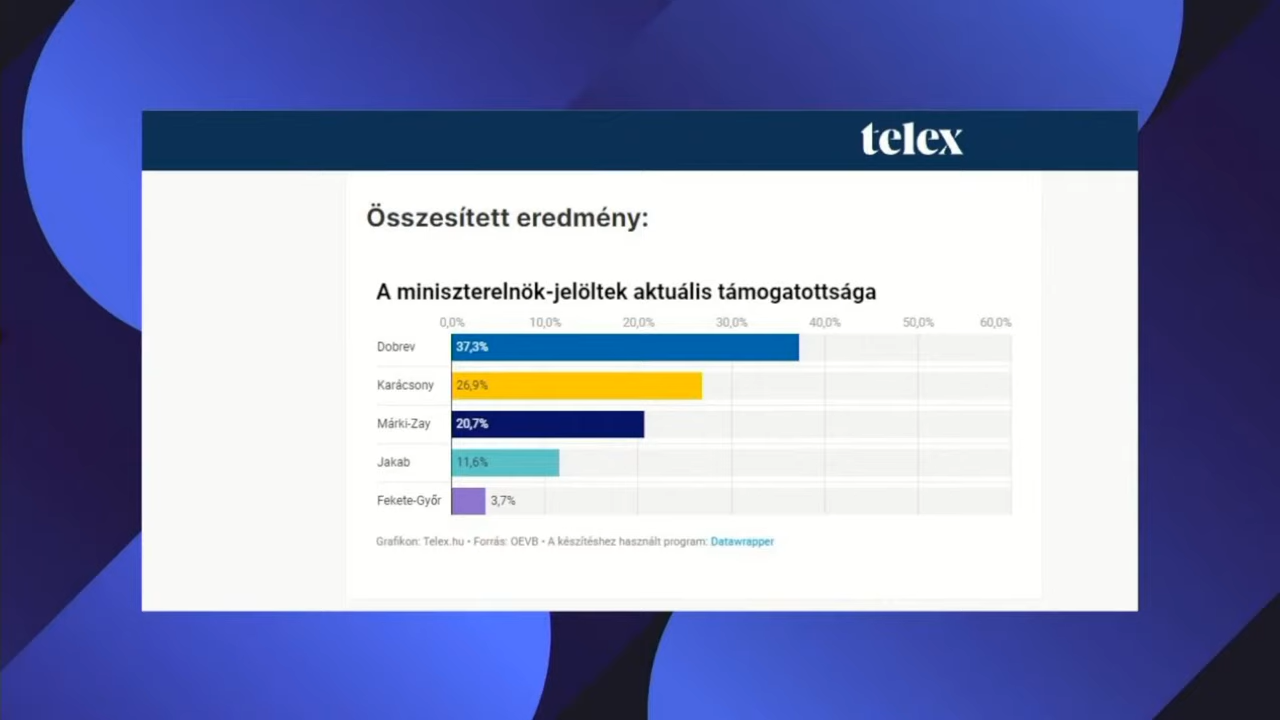 telex
Összesített eredmény:
A miniszterelnök-jelöltek aktuális támogatottsága
0,0% 10,0% 20,0% 30,0% 40,0% 50,0% 60,0%
Dobrev 37,3%
Karácsony 26,9%
Márki-Zay 20,7%
Jakab 11,6%
Fekete-Győr 3,7%
Grafikon: Telex.hu • Forrás: OEVB • A készítéshez használt program: Datawrapper